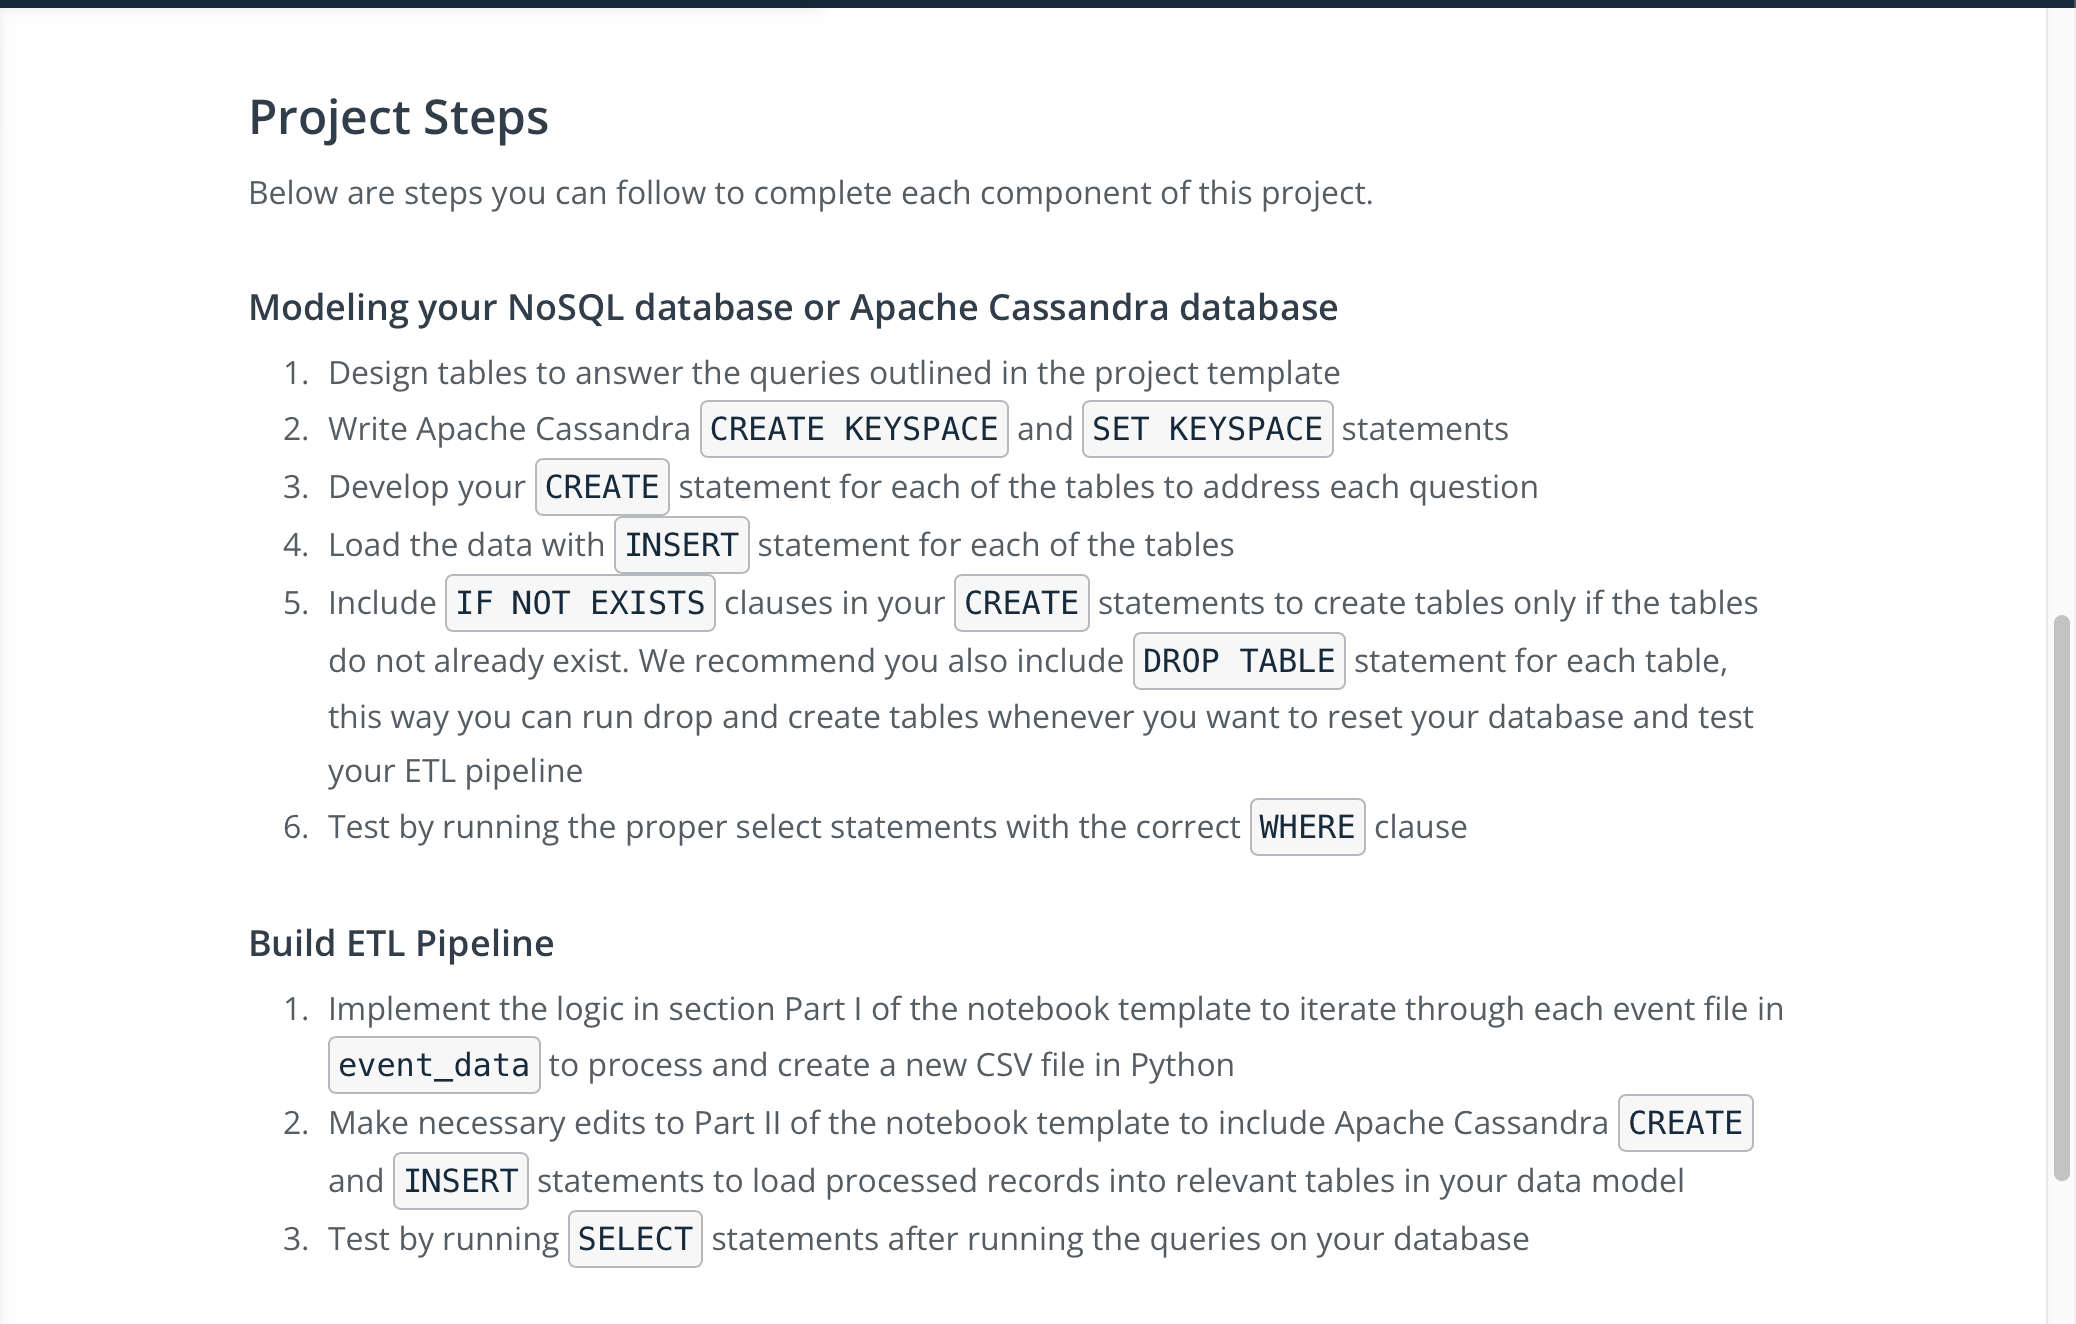 Project Steps
Below are steps you can follow to complete each component of this project.
Modeling your NoSQL database or Apache Cassandra database
1. Design tables to answer the queries outlined in the project template
2. Write Apache Cassandra CREATE KEYSPACE and SET KEYSPACE statements
3. Develop your CREATE statement for each of the tables to address each question
4. Load the data with INSERT statement for each of the tables
5. Include IF NOT EXISTS clauses in your CREATE statements to create tables only if the tables
do not already exist. We recommend you also include DROP TABLE statement for each table,
this way you can run drop and create tables whenever you want to reset your database and test
your ETL pipeline
6. Test by running the proper select statements with the correct WHERE clause
Build ETL Pipeline
1. Implement the logic in section Part I of the notebook template to iterate through each event file in
event_data to process and create a new CSV file in Python
2. Make necessary edits to Part II of the notebook template to include Apache Cassandra CREATE
and INSERT statements to load processed records into relevant tables in your data model
3. Test by running SELECT statements after running the queries on your database